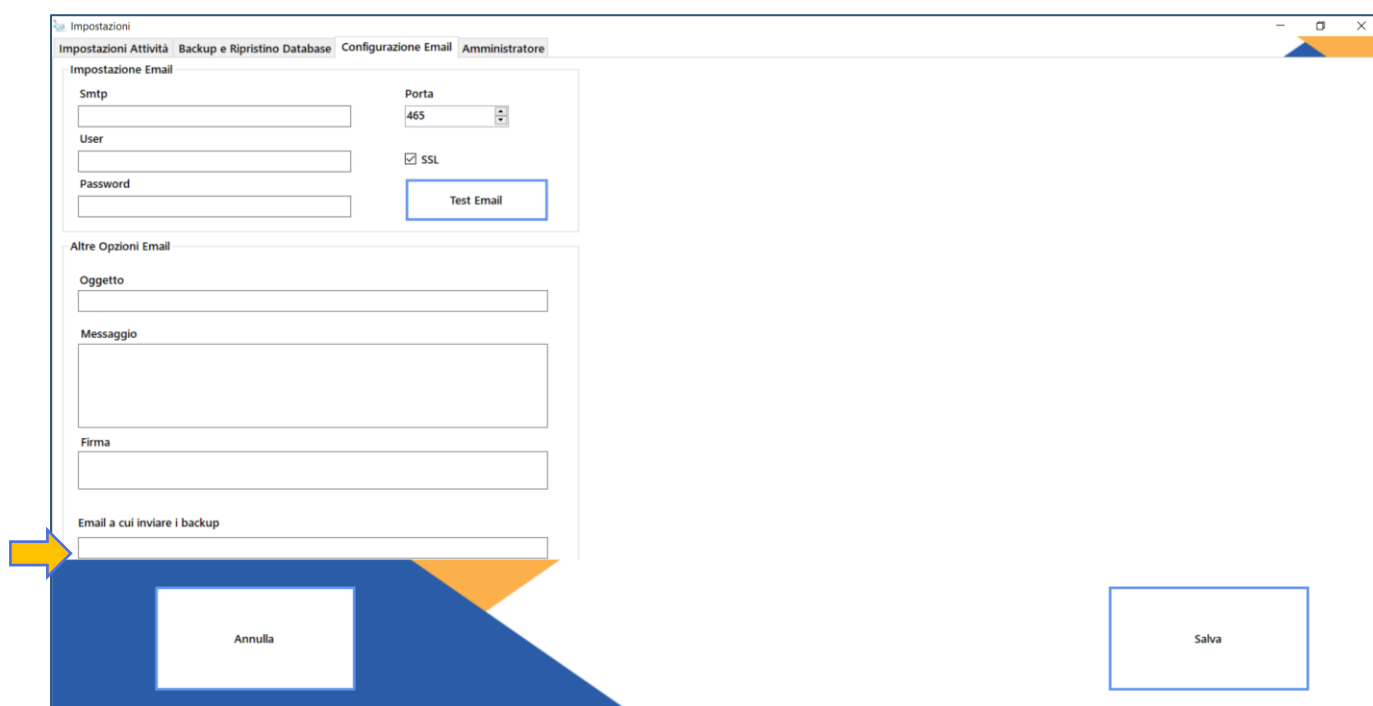 Impostazioni
Impostazioni Attività Backup e Ripristino Database Configurazione Email Amministratore
Impostazione Email
Smtp Porta
465
User
SSL
Password
Test Email
Altre Opzioni Email
Oggetto
Messaggio
Firma
Email a cui inviare i backup
Annulla Salva